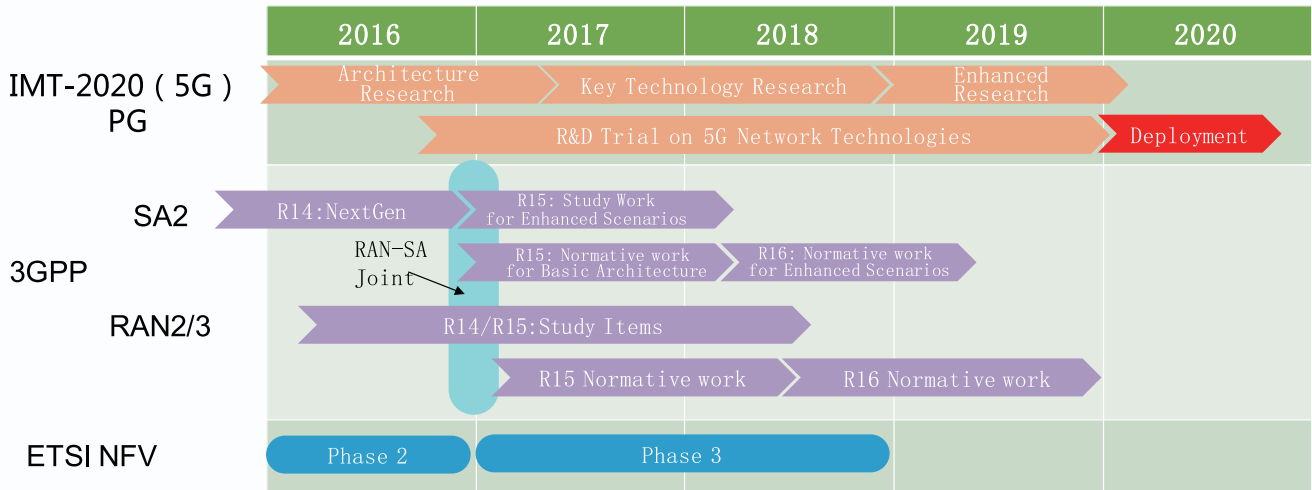 2016 2017 2018 2019 2020
IMT-2020（5G）
PG
Architecture
Research
Key Technology Research
Enhanced
Research
R&D Trial on 5G Network Technologies
Deployment
3GPP
SA2
R14:NextGen
R15: Study Work
for Enhanced Scenarios
RAN-SA
Joint
R15: Normative work
for Basic Architecture
R16: Normative work
for Enhanced Scenarios
RAN2/3
R14/R15:Study Items
R15 Normative work
R16 Normative work
ETSI NFV
Phase 2
Phase 3